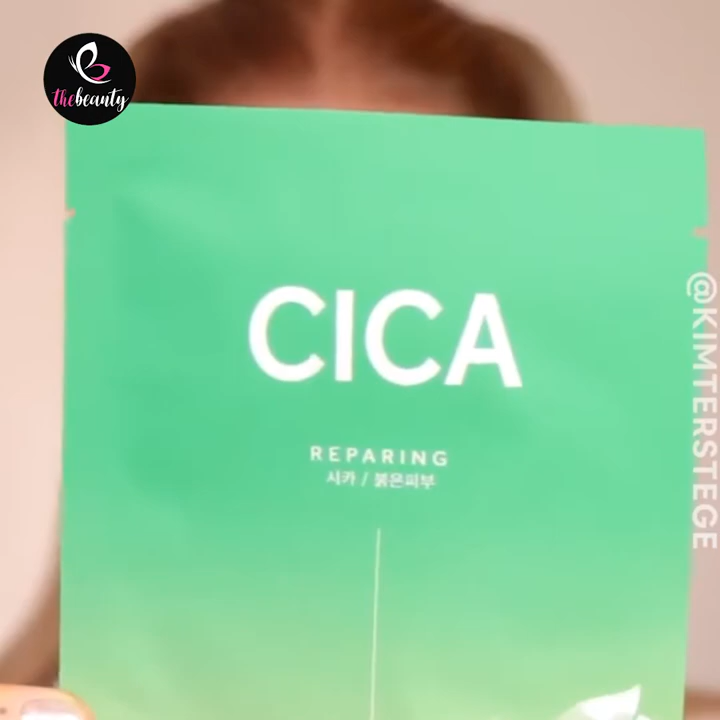 thebeauty
CICA
REPARING
시카 / 붉은피부
@KIMTERSTEGE